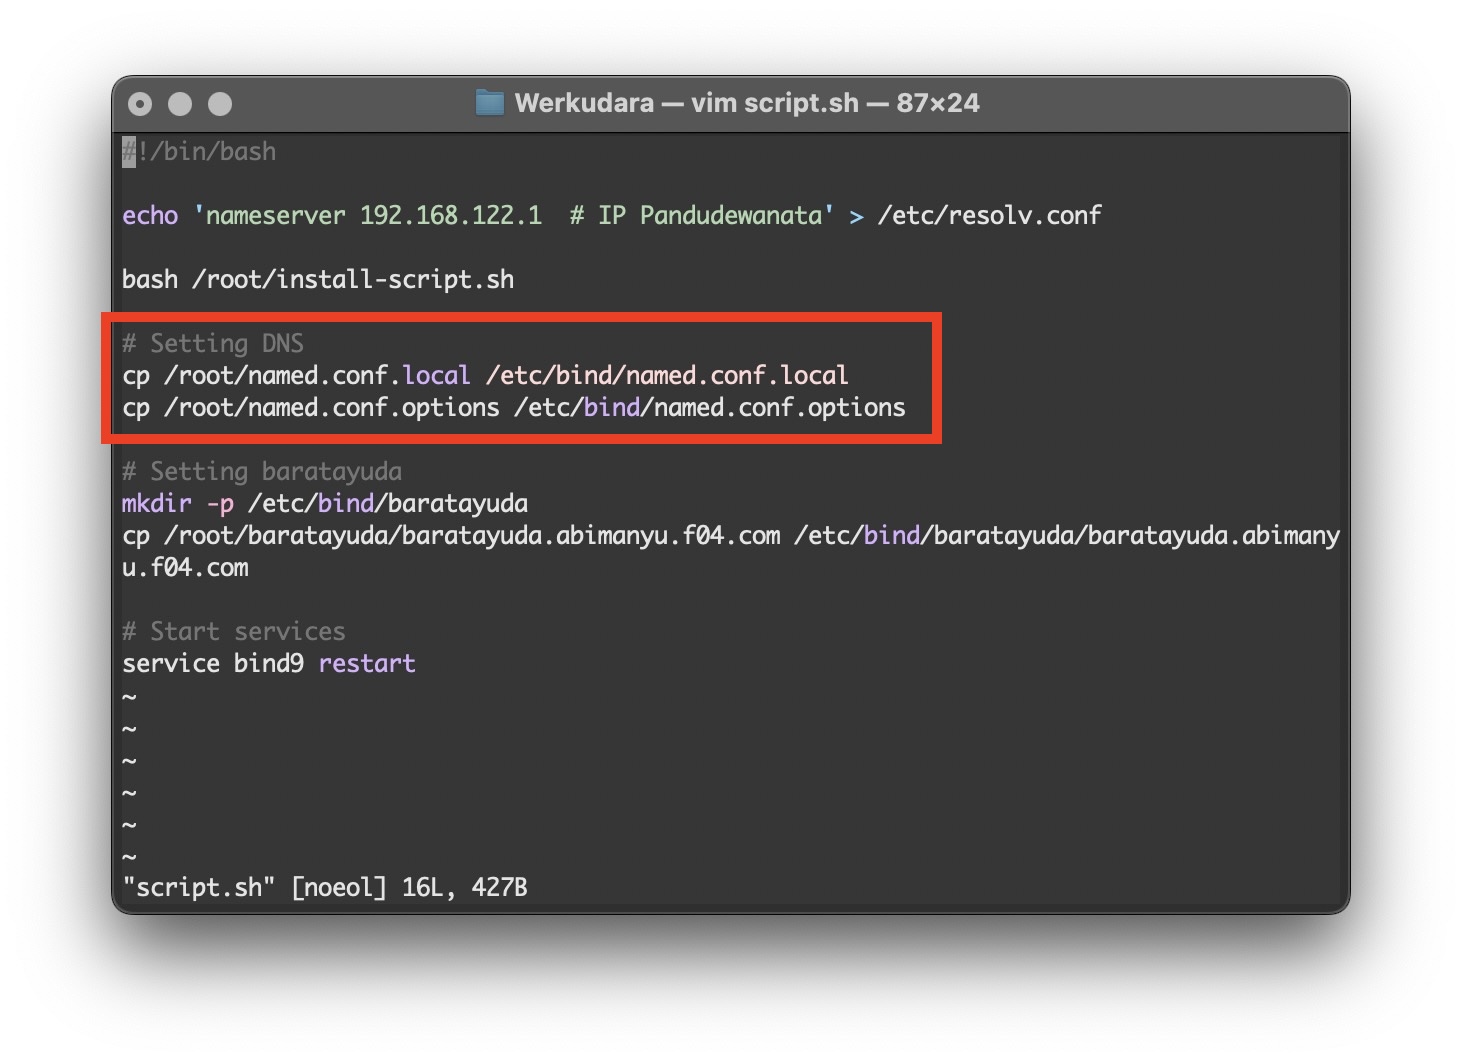 Werkudara — vim script.sh — 87×24
#!/bin/bash
echo 'nameserver 192.168.122.1  # IP Pandudewanata' > /etc/resolv.conf
bash /root/install-script.sh
# Setting DNS
cp /root/named.conf.local /etc/bind/named.conf.local
cp /root/named.conf.options /etc/bind/named.conf.options
# Setting baratayuda
mkdir -p /etc/bind/baratayuda
cp /root/baratayuda/baratayuda.abimanyu.f04.com /etc/bind/baratayuda/baratayuda.abimany
u.f04.com
# Start services
service bind9 restart
~
~
~
~
~
~
"script.sh" [noeol] 16L, 427B